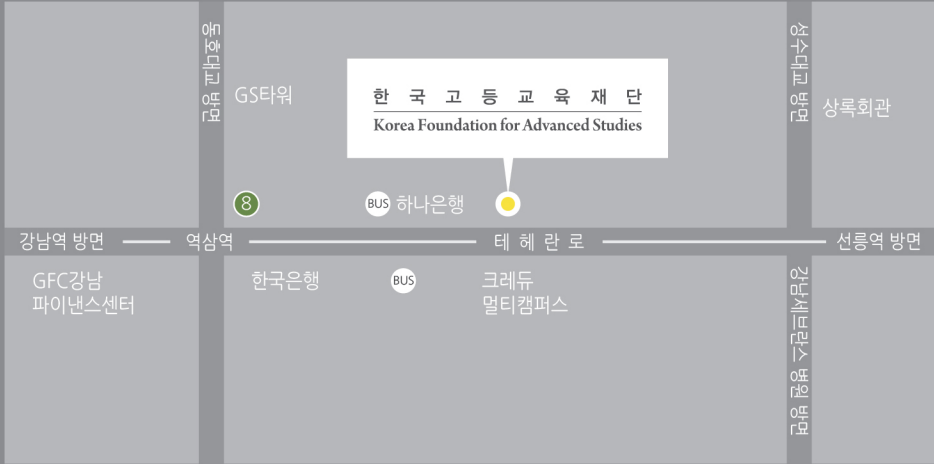 동호대교 방면
성수대교 방면
GS타워
한국고등교육재단
Korea Foundation for Advanced Studies
상록회관
8
BUS 하나은행
강남역 방면
역삼역
테헤란로
선릉역 방면
GFC강남
파이낸스센터
한국은행
BUS
크레듀
멀티캠퍼스
강남세브란스 병원 방면